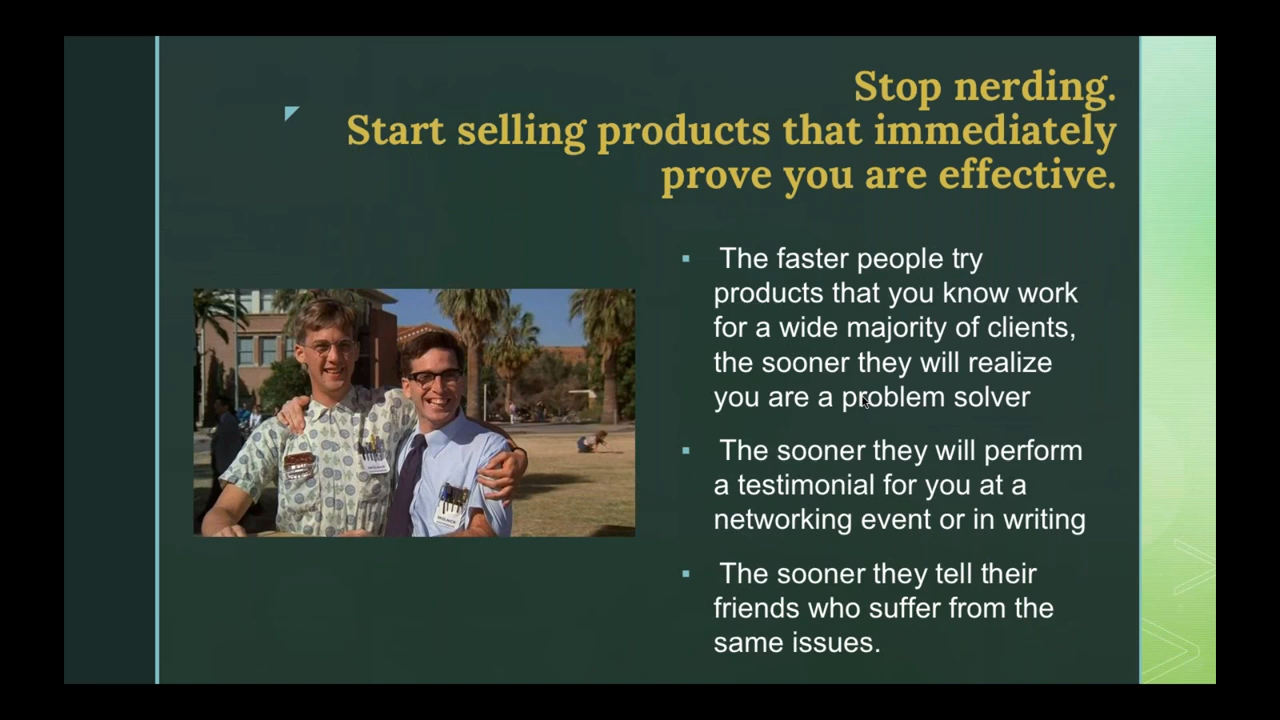 Stop nerding.
Start selling products that immediately
prove you are effective.
The faster people try
products that you know work
for a wide majority of clients,
the sooner they will realize
you are a problem solver
The sooner they will perform
a testimonial for you at a
networking event or in writing
The sooner they tell their
friends who suffer from the
same issues.